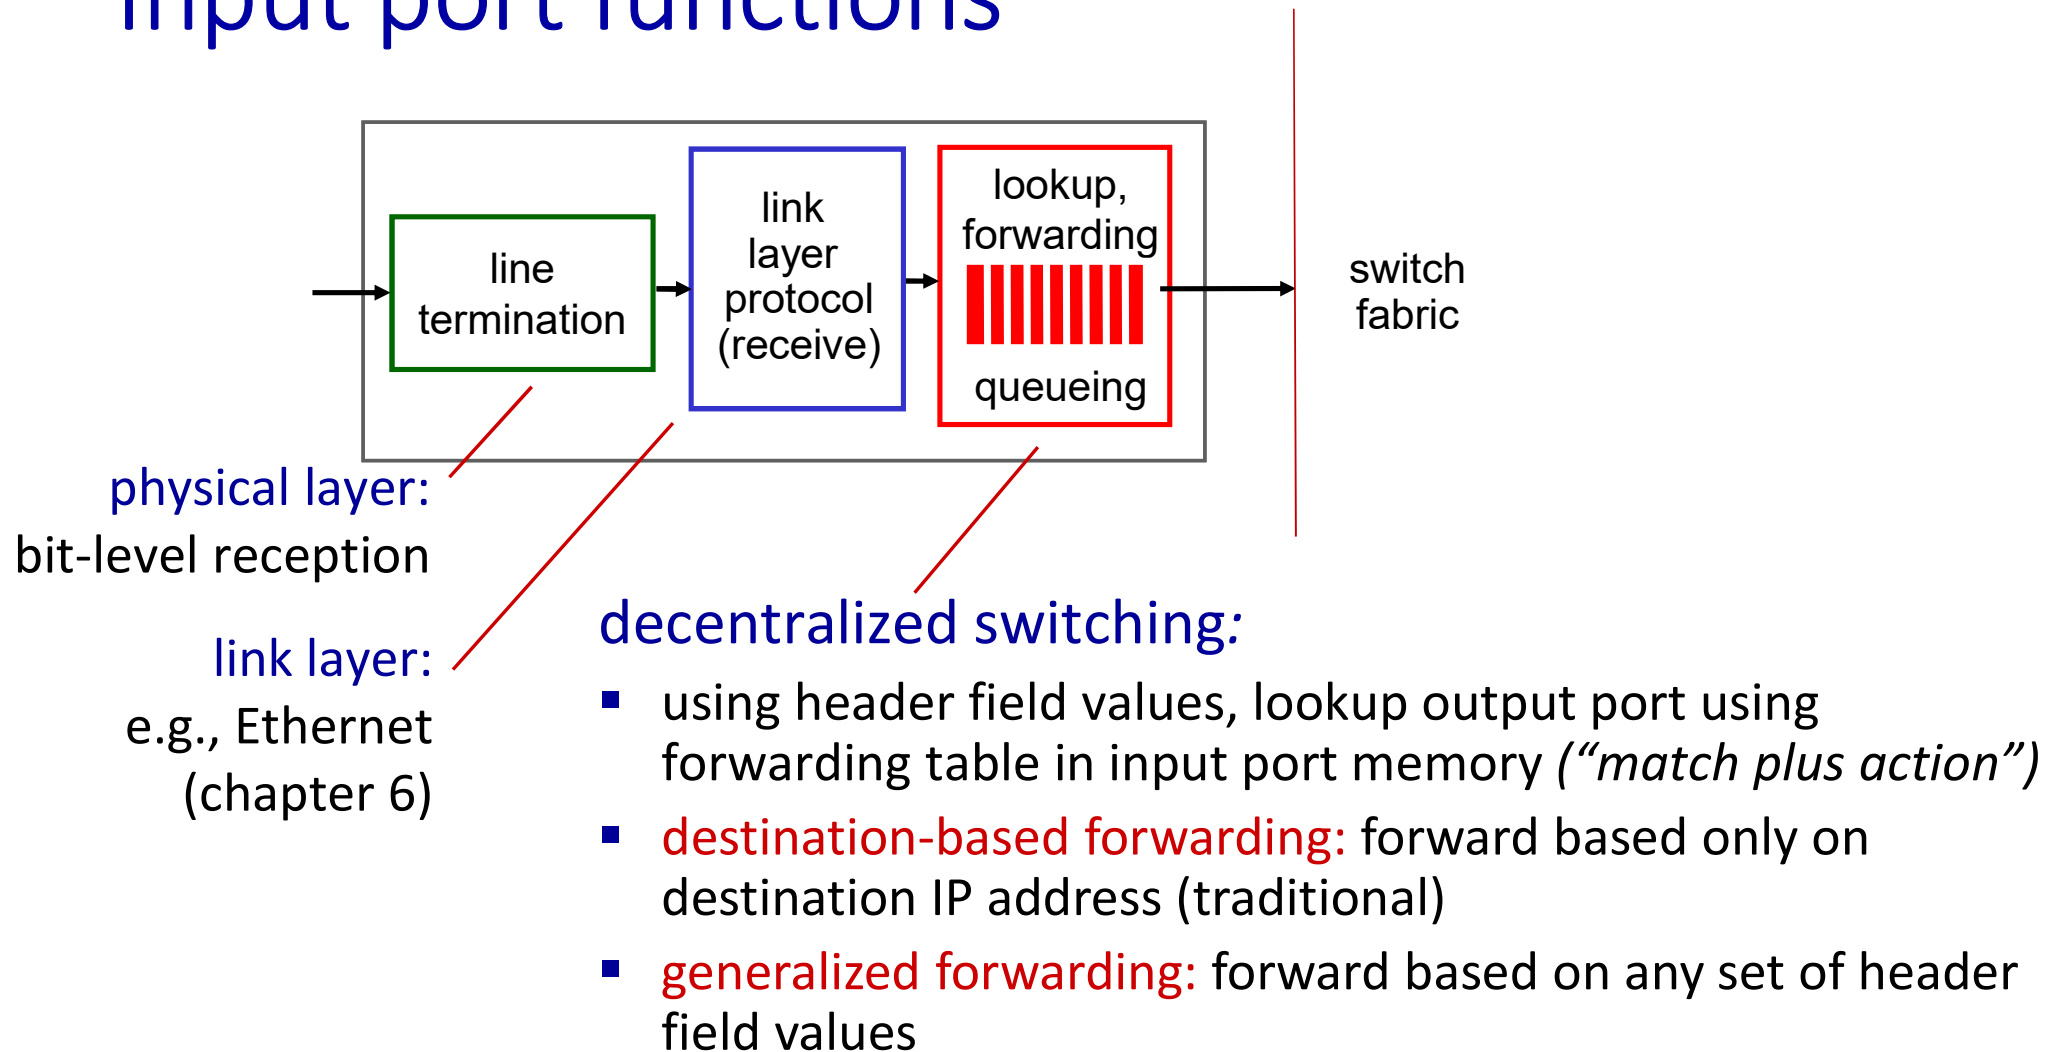 Input port functions
line
termination
link
layer
protocol
(receive)
lookup,
forwarding
queueing
switch
fabric
physical layer:
bit-level reception
link layer:
e.g., Ethernet
(chapter 6)
decentralized switching:
▪ using header field values, lookup output port using
forwarding table in input port memory (“match plus action”)
▪ destination-based forwarding: forward based only on
destination IP address (traditional)
▪ generalized forwarding: forward based on any set of header
field values